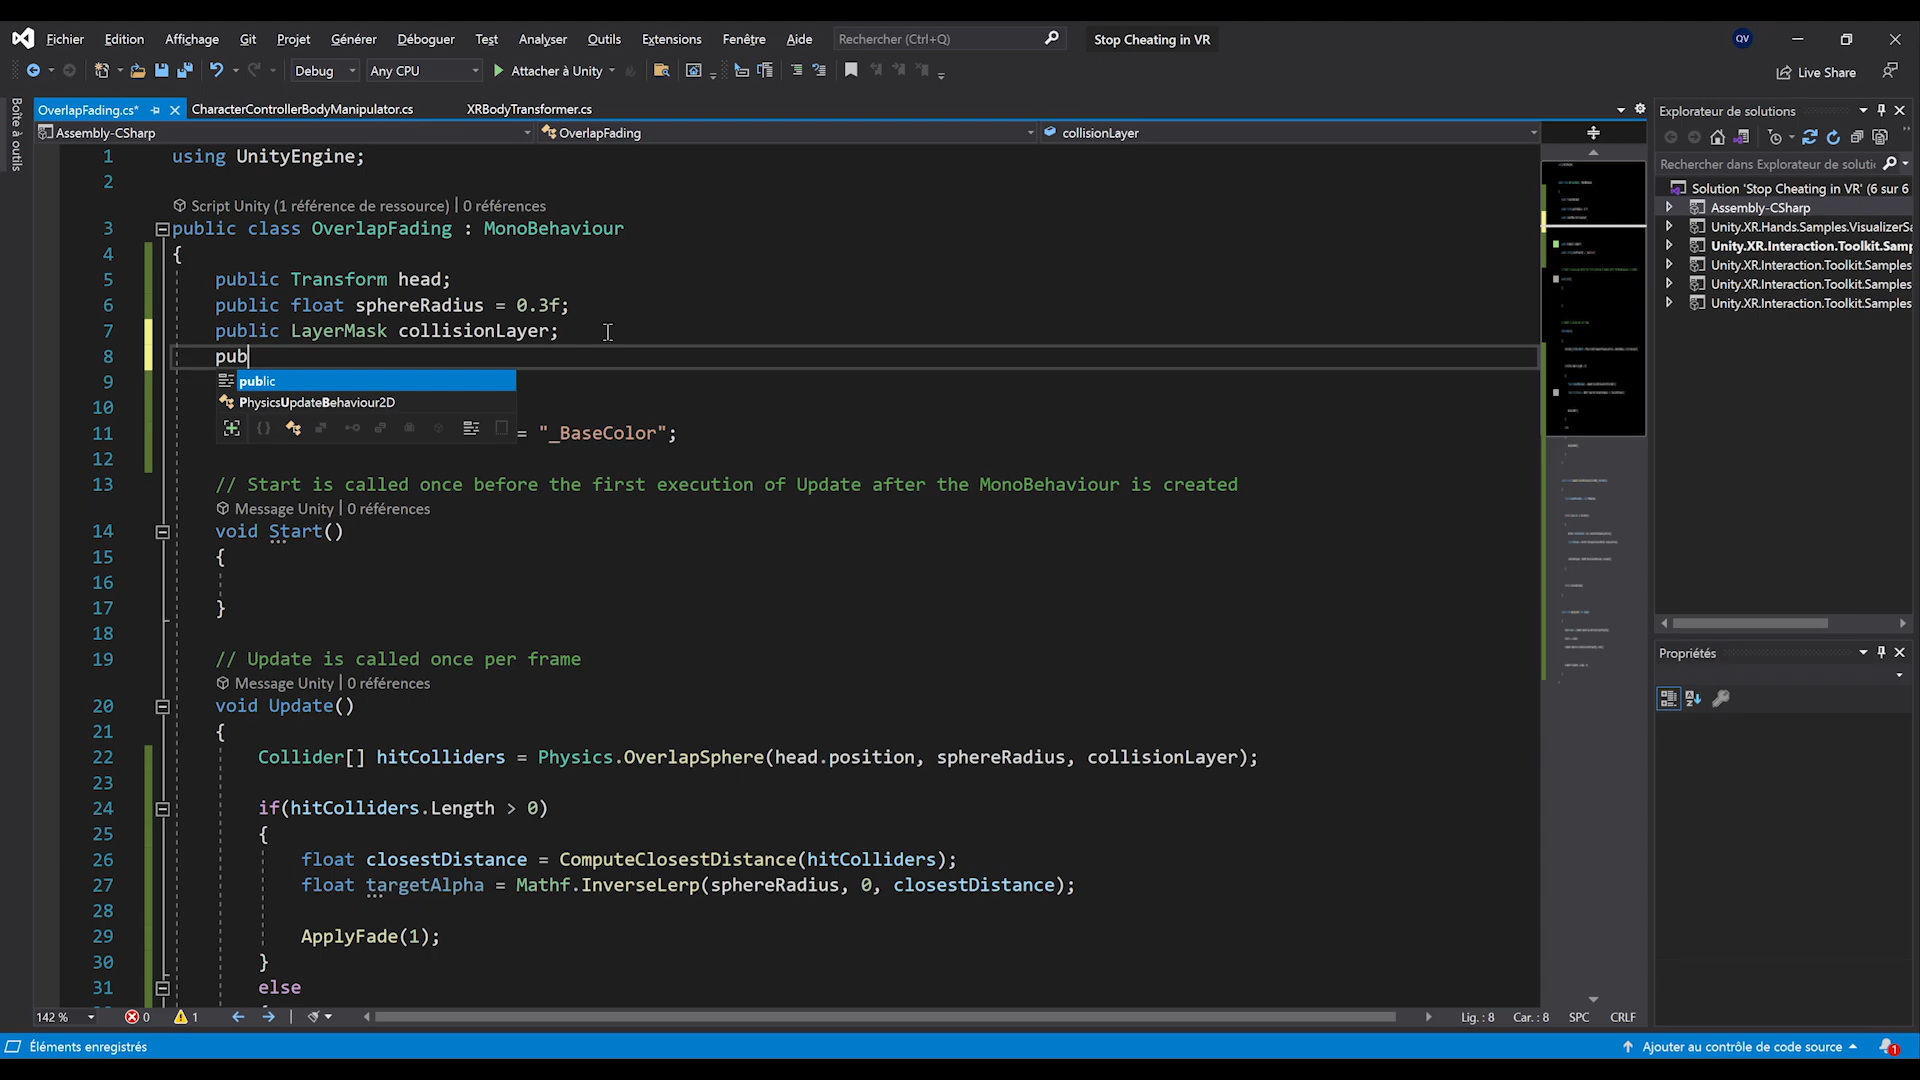 Fichier Edition Affichage Git Projet Générer Déboguer Test Analyser Outils Extensions Fenêtre Aide Rechercher (Ctrl+Q) Stop Cheating in VR QV
Debug Any CPU Attacher à Unity Live Share
Boîte à outils
OverlapFading.cs* CharacterControllerBodyManipulator.cs XRBodyTransformer.cs
Assembly-CSharp OverlapFading collisionLayer
1 using UnityEngine;
2
Script Unity (1 référence de ressource) | 0 références
3 public class OverlapFading : MonoBehaviour
4 {
5 public Transform head;
6 public float sphereRadius = 0.3f;
7 public LayerMask collisionLayer;
8 pub
public
PhysicsUpdateBehaviour2D
9
10
11 = "_BaseColor";
12
13 // Start is called once before the first execution of Update after the MonoBehaviour is created
Message Unity | 0 références
14 void Start()
15 {
16
17 }
18
19 // Update is called once per frame
Message Unity | 0 références
20 void Update()
21 {
22 Collider[] hitColliders = Physics.OverlapSphere(head.position, sphereRadius, collisionLayer);
23
24 if(hitColliders.Length > 0)
25 {
26 float closestDistance = ComputeClosestDistance(hitColliders);
27 float targetAlpha = Mathf.InverseLerp(sphereRadius, 0, closestDistance);
28
29 ApplyFade(1);
30 }
31 else
142 % 0 1 Lig. : 8 Car. : 8 SPC CRLF
Explorateur de solutions
Rechercher dans Explorateur de soluti
Solution 'Stop Cheating in VR' (6 sur 6
Assembly-CSharp
Unity.XR.Hands.Samples.VisualizerSa
Unity.XR.Interaction.Toolkit.Samp
Unity.XR.Interaction.Toolkit.Samples
Unity.XR.Interaction.Toolkit.Samples
Unity.XR.Interaction.Toolkit.Samples
Propriétés
Éléments enregistrés Ajouter au contrôle de code source 1